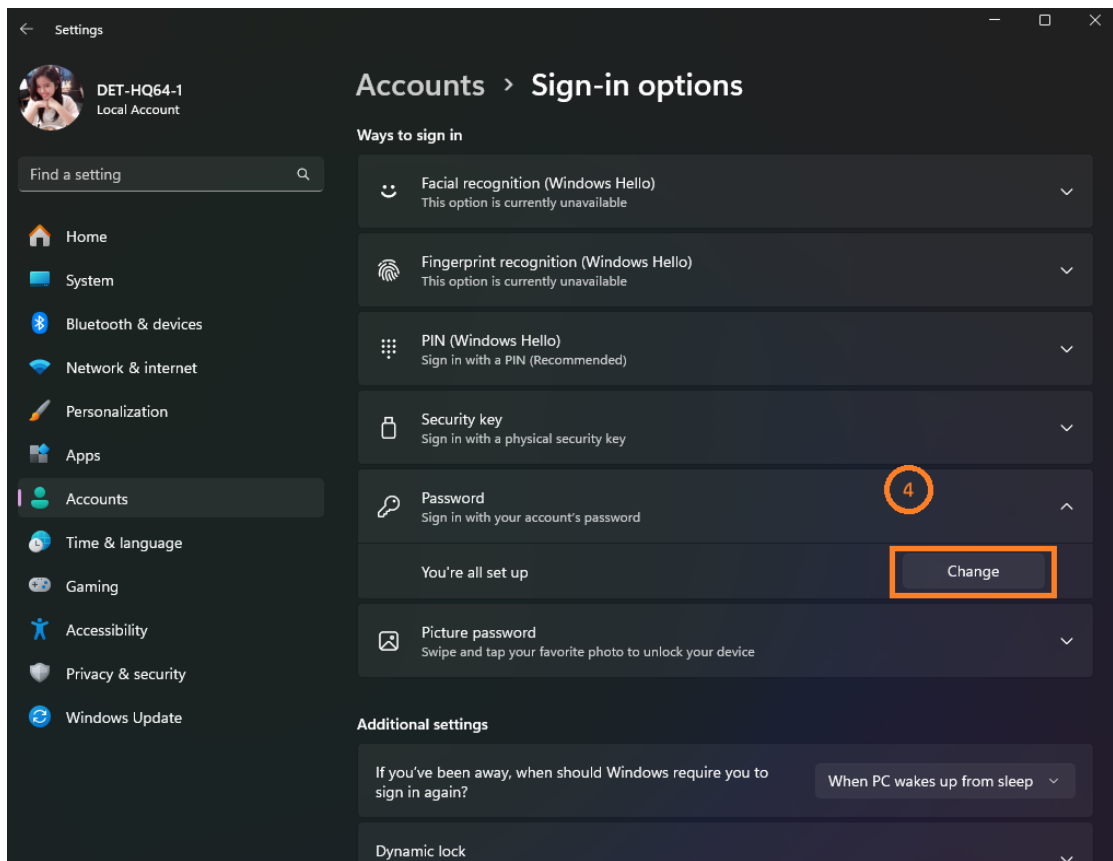 Settings
DET-HQ64-1
Local Account
Find a setting
Home
System
Bluetooth & devices
Network & internet
Personalization
Apps
Accounts
Time & language
Gaming
Accessibility
Privacy & security
Windows Update
Accounts > Sign-in options
Ways to sign in
Facial recognition (Windows Hello)
This option is currently unavailable
Fingerprint recognition (Windows Hello)
This option is currently unavailable
PIN (Windows Hello)
Sign in with a PIN (Recommended)
Security key
Sign in with a physical security key
Password
Sign in with your account's password
4
You're all set up
Change
Picture password
Swipe and tap your favorite photo to unlock your device
Additional settings
If you've been away, when should Windows require you to
sign in again?
When PC wakes up from sleep
Dynamic lock